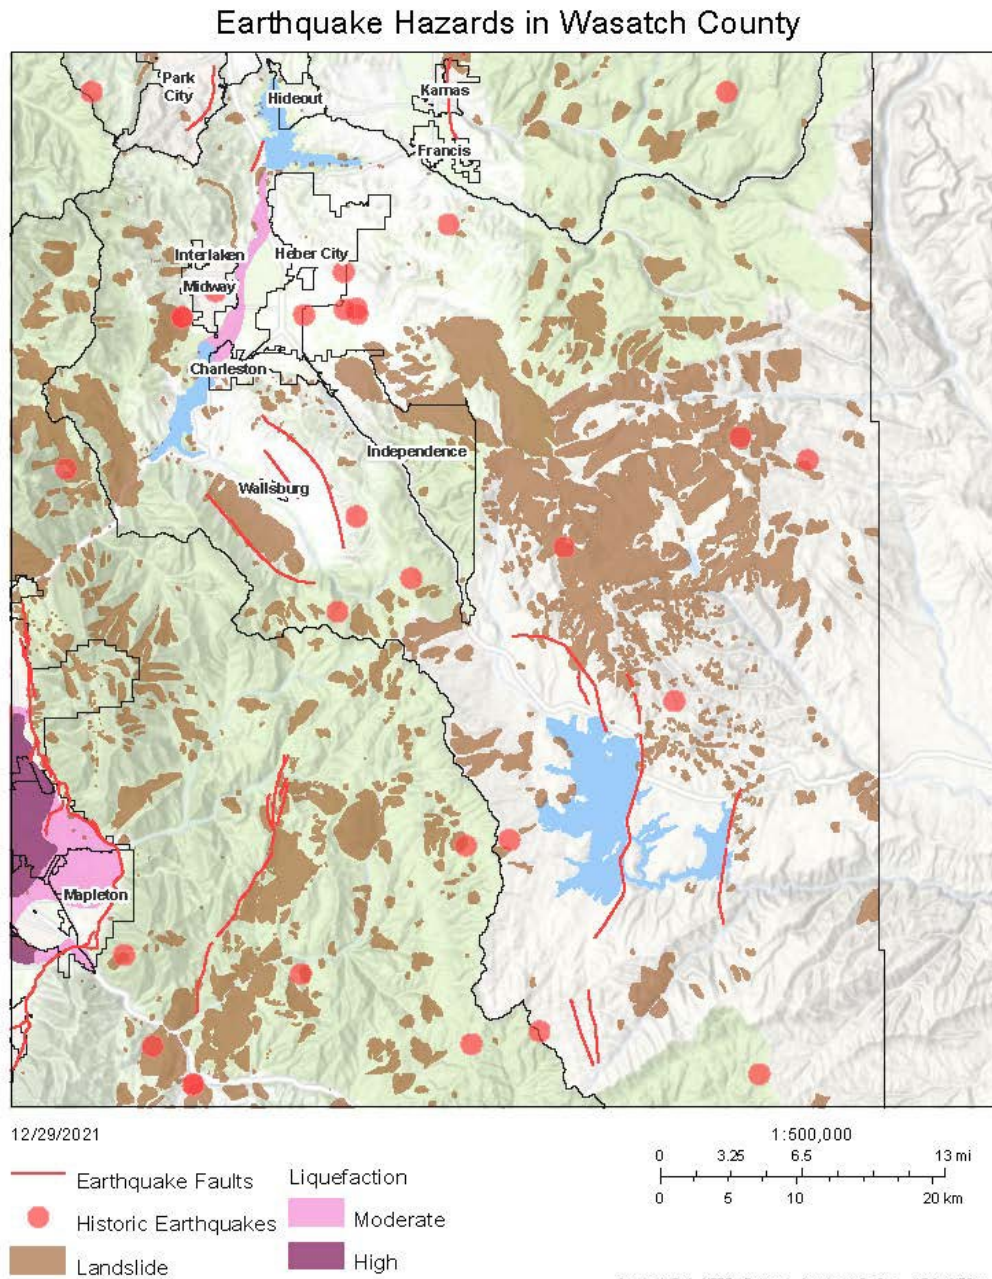 Earthquake Hazards in Wasatch County
Park
City
Hideout
Kamas
Francis
Interlaken
Heber City
Midway
Charleston
Independence
Wallsburg
Mapleton
12/29/2021
1:500,000
0 3.25 6.5 13 mi
0 5 10 20 km
Earthquake Faults
Historic Earthquakes
Landslide
Liquefaction
Moderate
High